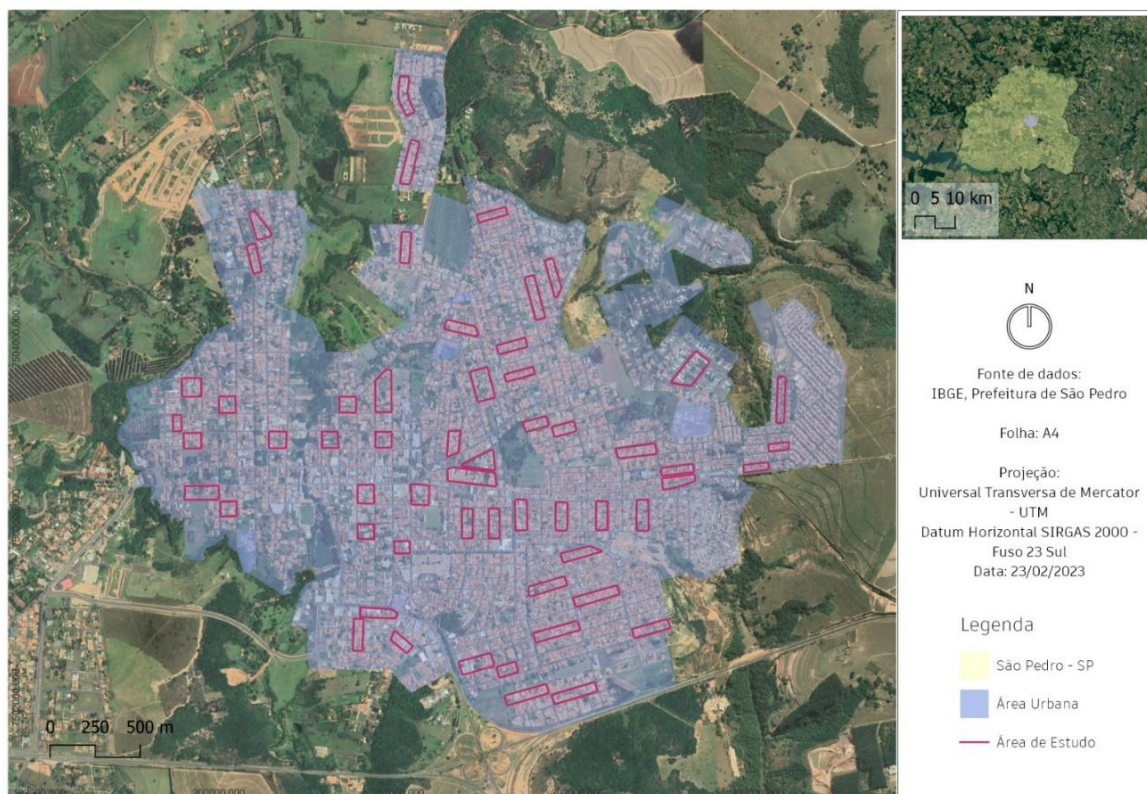 0 5 10 km
N
Fonte de dados:
IBGE, Prefeitura de São Pedro
Folha: A4
Projeção:
Universal Transversa de Mercator
- UTM
Datum Horizontal SIRGAS 2000 -
Fuso 23 Sul
Data: 23/02/2023
Legenda
São Pedro - SP
Área Urbana
Área de Estudo
0 250 500 m